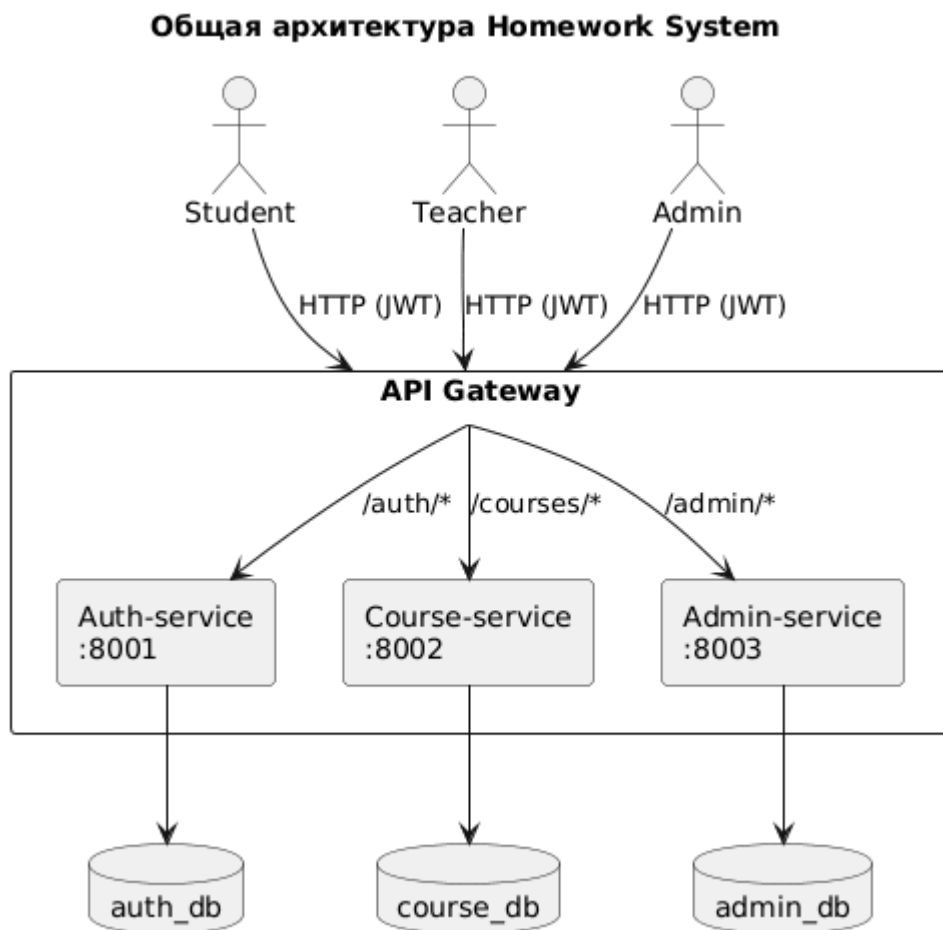 Общая архитектура Homework System
Student
Teacher
Admin
HTTP (JWT)
HTTP (JWT)
HTTP (JWT)
API Gateway
/auth/*
/courses/*
/admin/*
Auth-service
:8001
Course-service
:8002
Admin-service
:8003
auth_db
course_db
admin_db